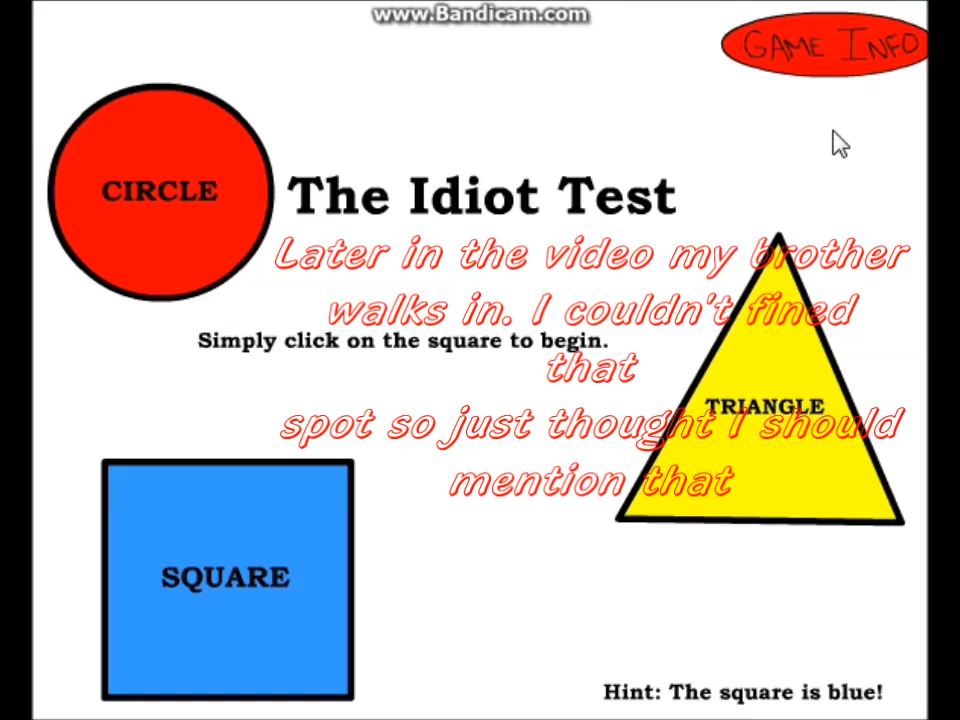 www.Bandicam.com
GAME INFO
CIRCLE
The Idiot Test
Later in the video my brother
walks in. I couldn't fined
Simply click on the square to begin.
that
TRIANGLE
spot so just thought I should
mention that
SQUARE
Hint: The square is blue!